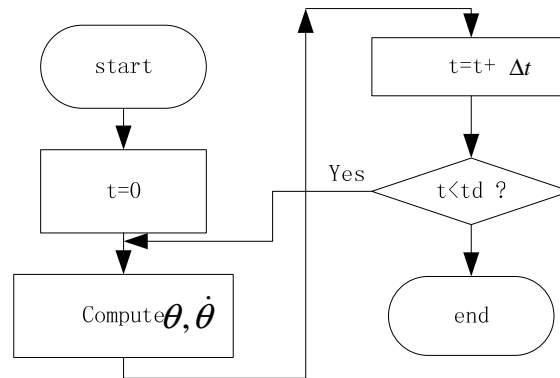 start
t=0
Compute θ, θ̇
t=t+ Δt
t<td ?
Yes
end